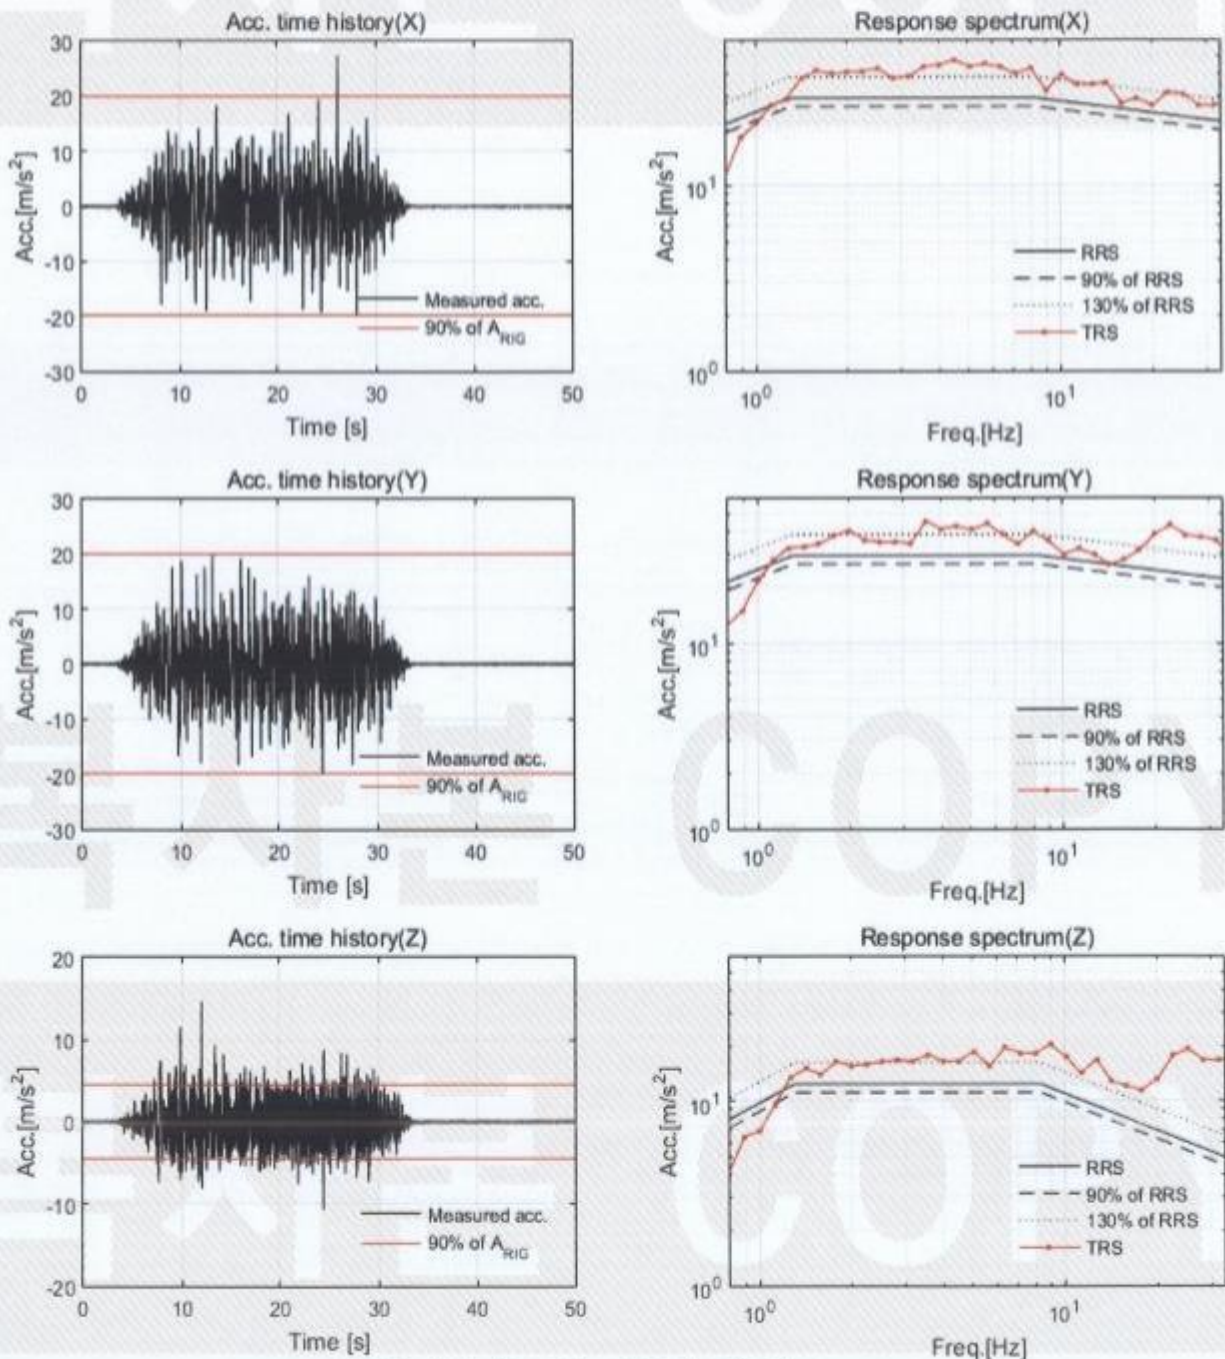 Acc. time history(X)
30
20
10
0
-10
-20
-30
Acc.[m/s²]
Measured acc.
90% of A_RIG
0 10 20 30 40 50
Time [s]
Response spectrum(X)
10¹
10⁰
Acc.[m/s²]
RRS
90% of RRS
130% of RRS
TRS
10⁰ 10¹
Freq.[Hz]
Acc. time history(Y)
30
20
10
0
-10
-20
-30
Acc.[m/s²]
Measured acc.
90% of A_RIG
0 10 20 30 40 50
Time [s]
Response spectrum(Y)
10¹
10⁰
Acc.[m/s²]
RRS
90% of RRS
130% of RRS
TRS
10⁰ 10¹
Freq.[Hz]
Acc. time history(Z)
20
10
0
-10
-20
Acc.[m/s²]
Measured acc.
90% of A_RIG
0 10 20 30 40 50
Time [s]
Response spectrum(Z)
10¹
10⁰
Acc.[m/s²]
RRS
90% of RRS
130% of RRS
TRS
10⁰ 10¹
Freq.[Hz]
복사본 COPY